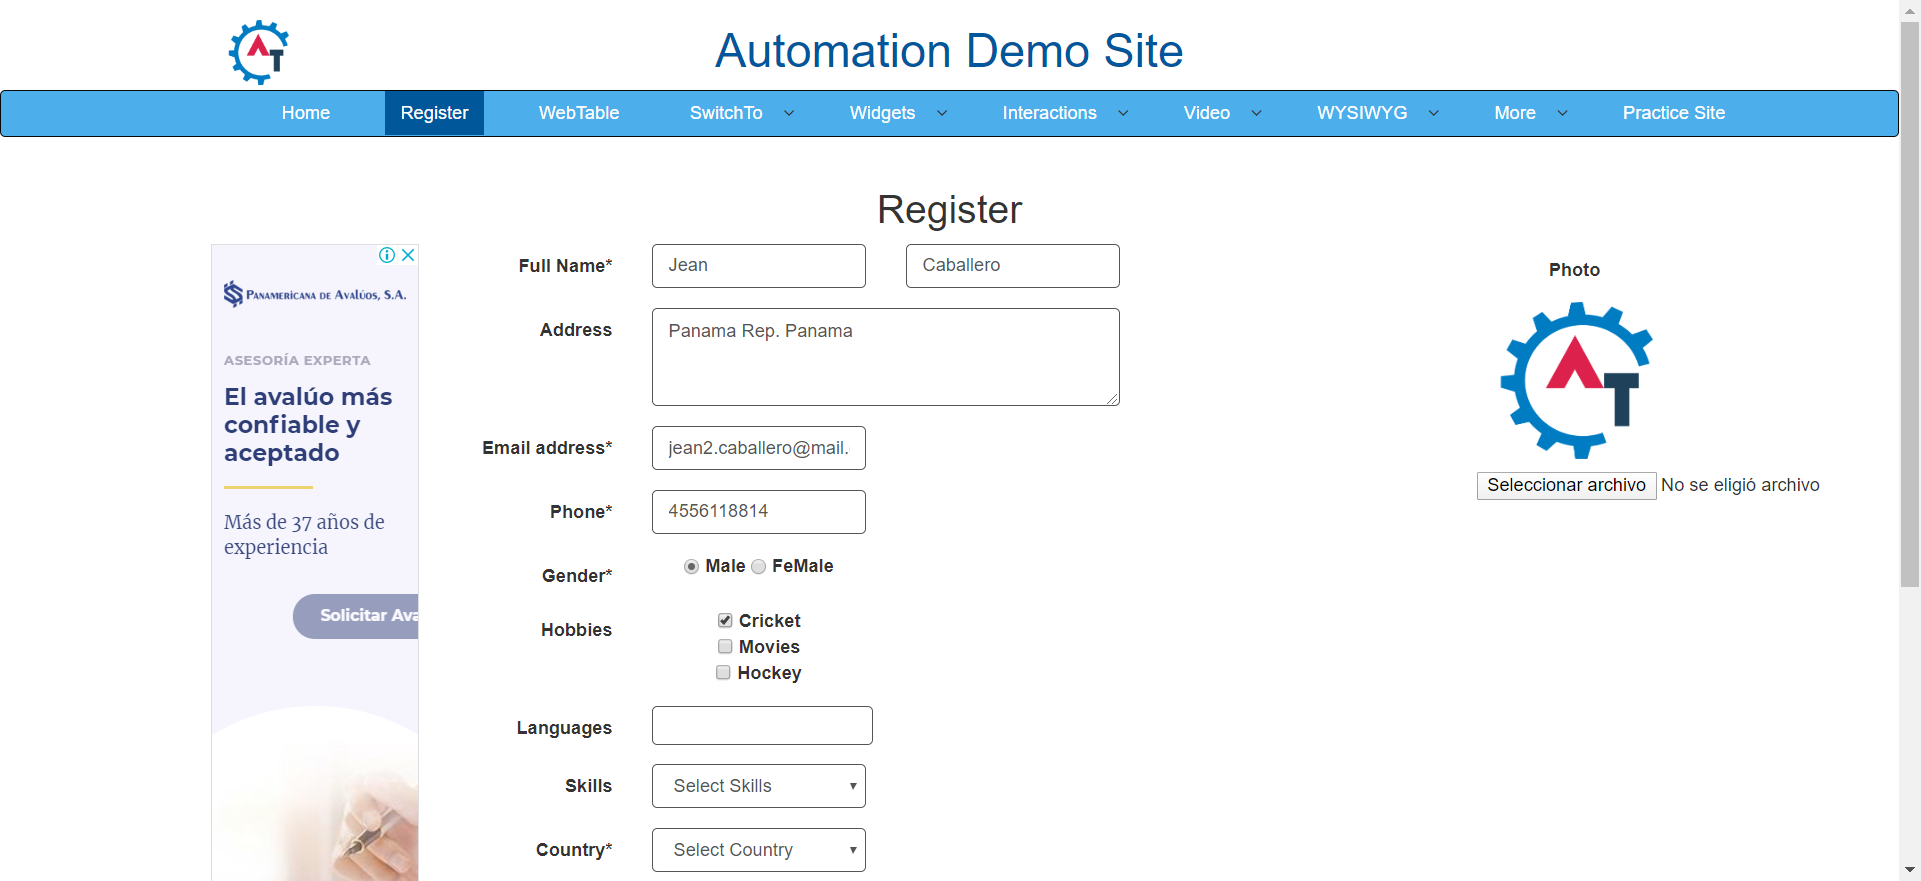 Automation Demo Site
Home Register WebTable SwitchTo Widgets Interactions Video WYSIWYG More Practice Site
Register
PANAMERICANA DE AVALÚOS, S.A.
ASESORÍA EXPERTA
El avalúo más
confiable y
aceptado
Más de 37 años de
experiencia
Solicitar Ava
Full Name* Jean Caballero
Address Panama Rep. Panama
Email address* jean2.caballero@mail.
Phone* 4556118814
Gender* Male FeMale
Hobbies Cricket
Movies
Hockey
Languages
Skills Select Skills
Country* Select Country
Photo
AT
Seleccionar archivo No se eligió archivo